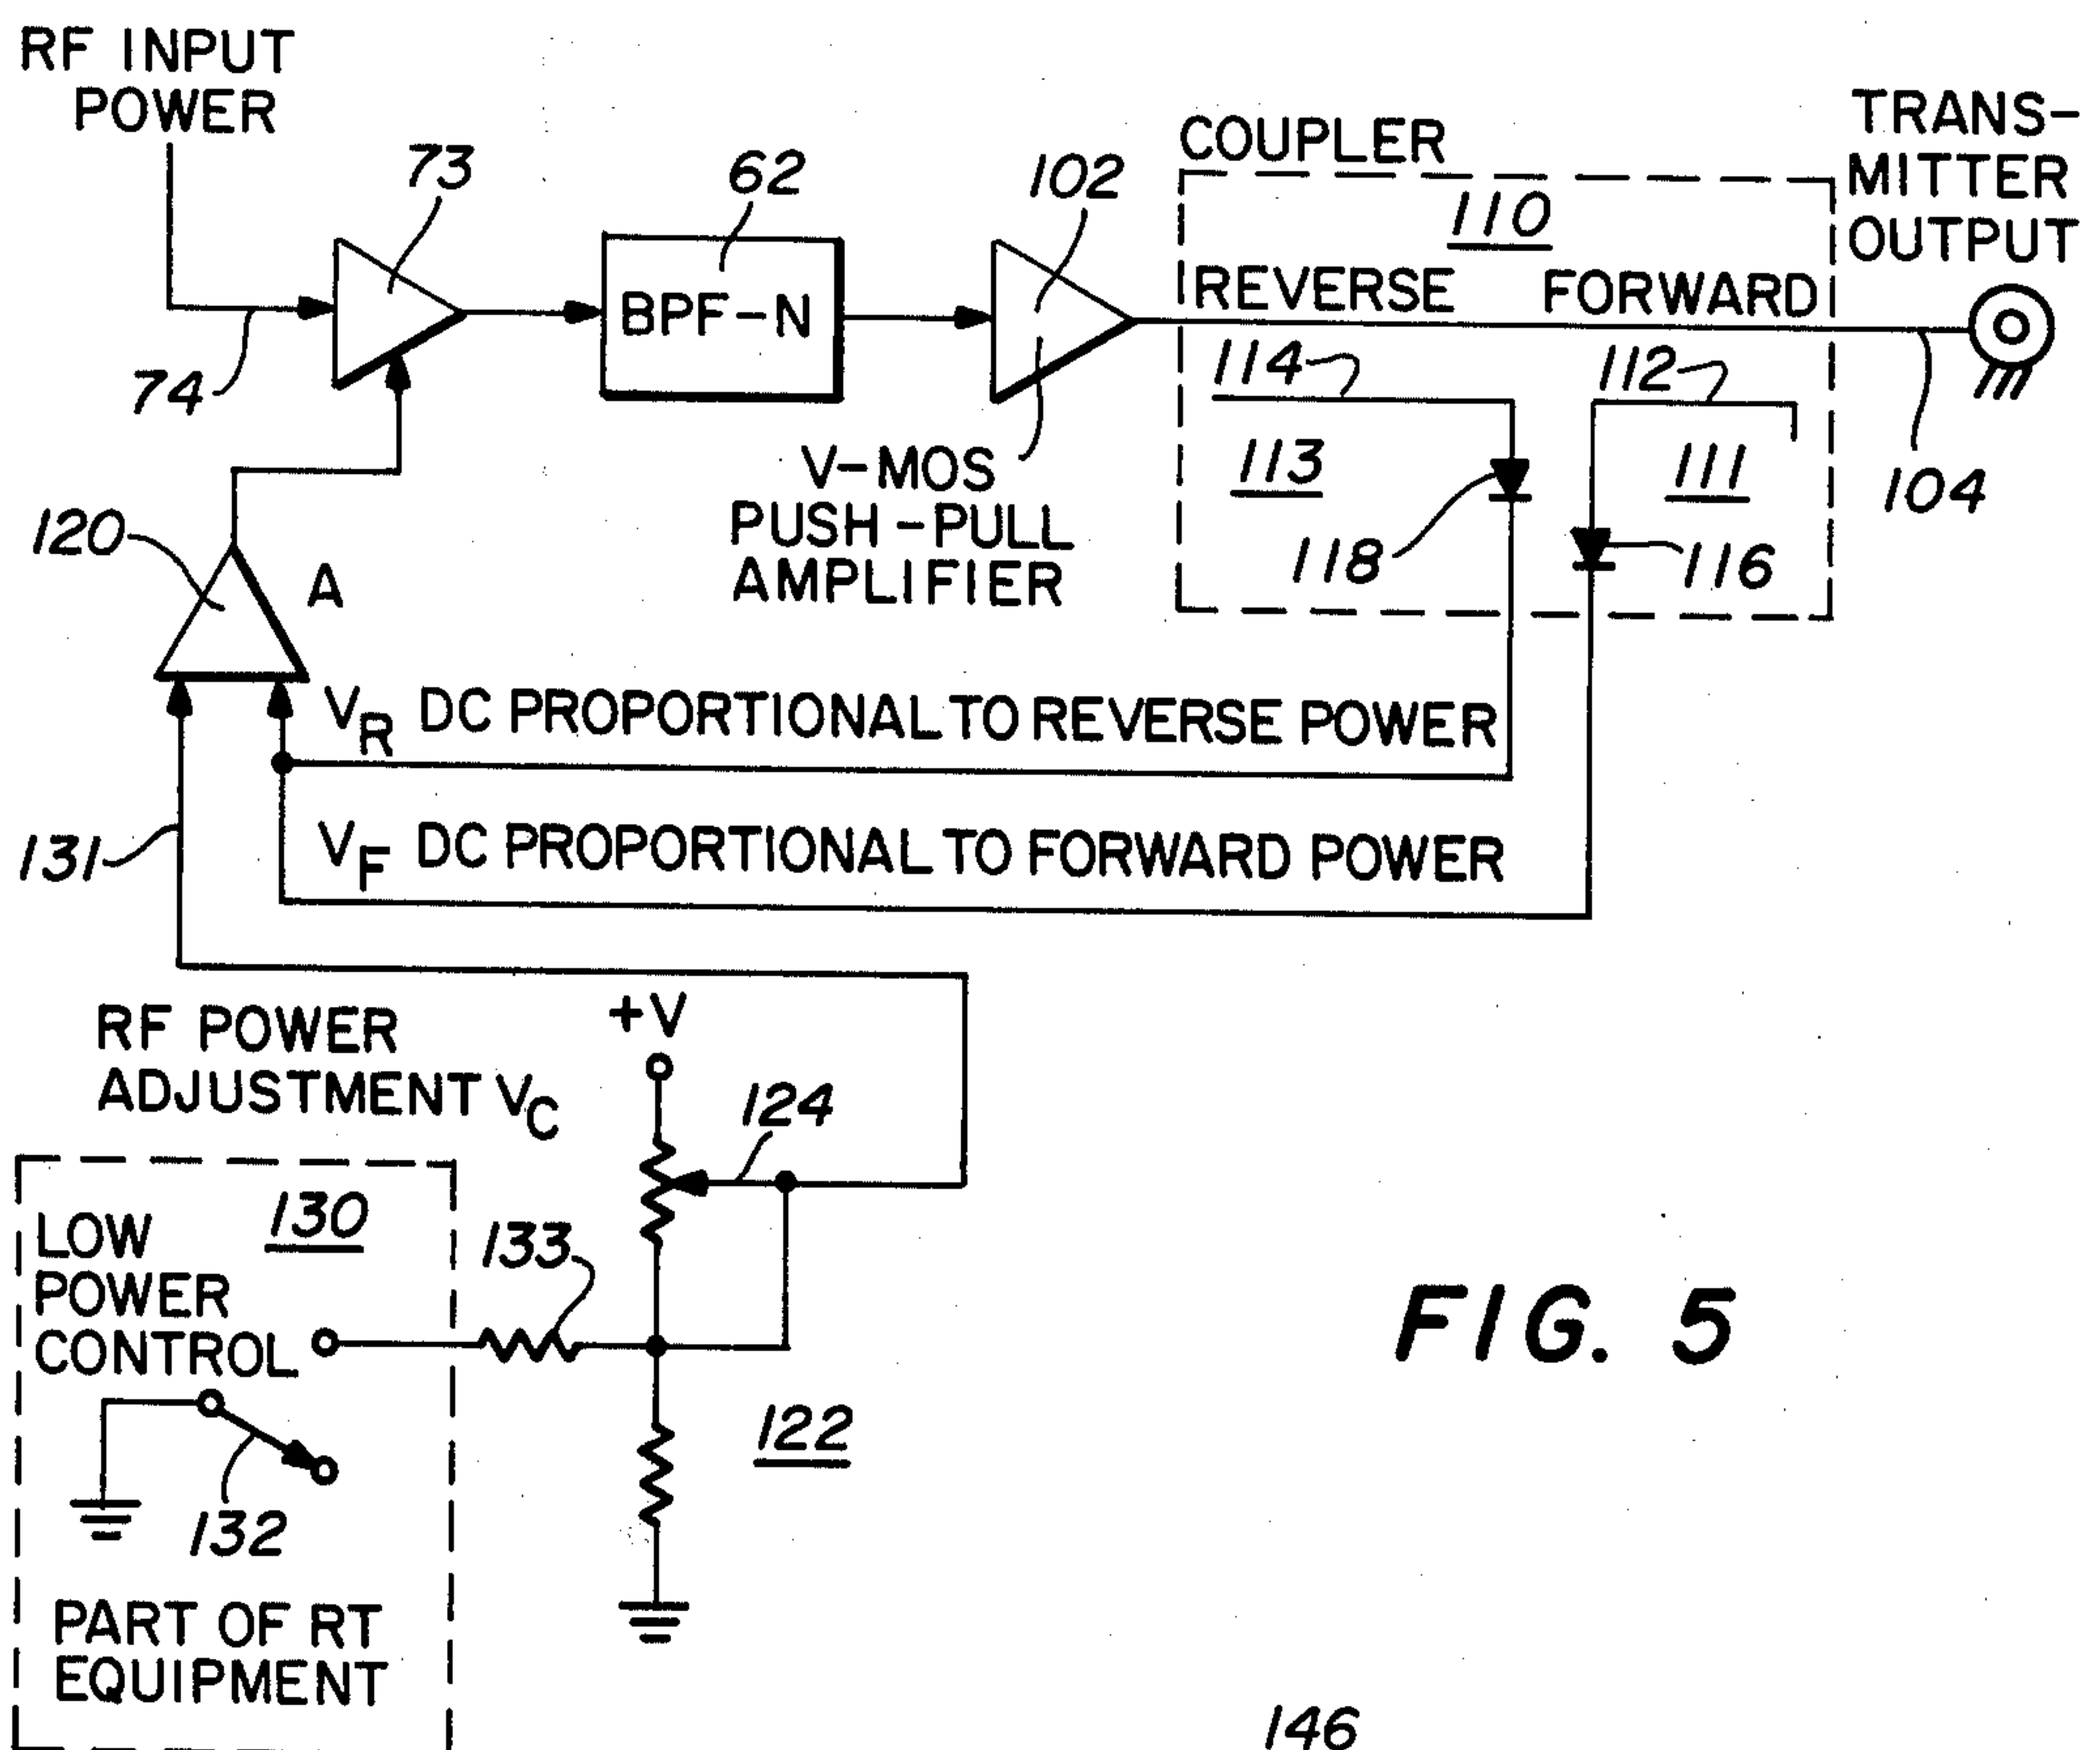 RF INPUT
POWER
73
62
102
COUPLER
TRANS-
MITTER
OUTPUT
110
REVERSE FORWARD
BPF-N
74
114
112
113
111
104
V-MOS
PUSH-PULL
AMPLIFIER
118
116
120
A
VR DC PROPORTIONAL TO REVERSE POWER
131
VF DC PROPORTIONAL TO FORWARD POWER
RF POWER
ADJUSTMENT VC
+V
124
130
LOW
POWER
CONTROL
133
122
132
PART OF RT
EQUIPMENT
FIG. 5
146